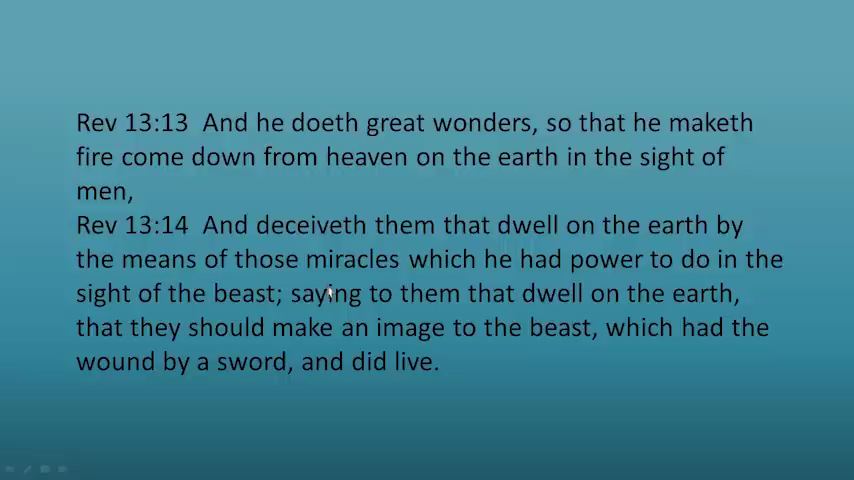 Rev 13:13  And he doeth great wonders, so that he maketh
fire come down from heaven on the earth in the sight of
men,
Rev 13:14  And deceiveth them that dwell on the earth by
the means of those miracles which he had power to do in the
sight of the beast; saying to them that dwell on the earth,
that they should make an image to the beast, which had the
wound by a sword, and did live.